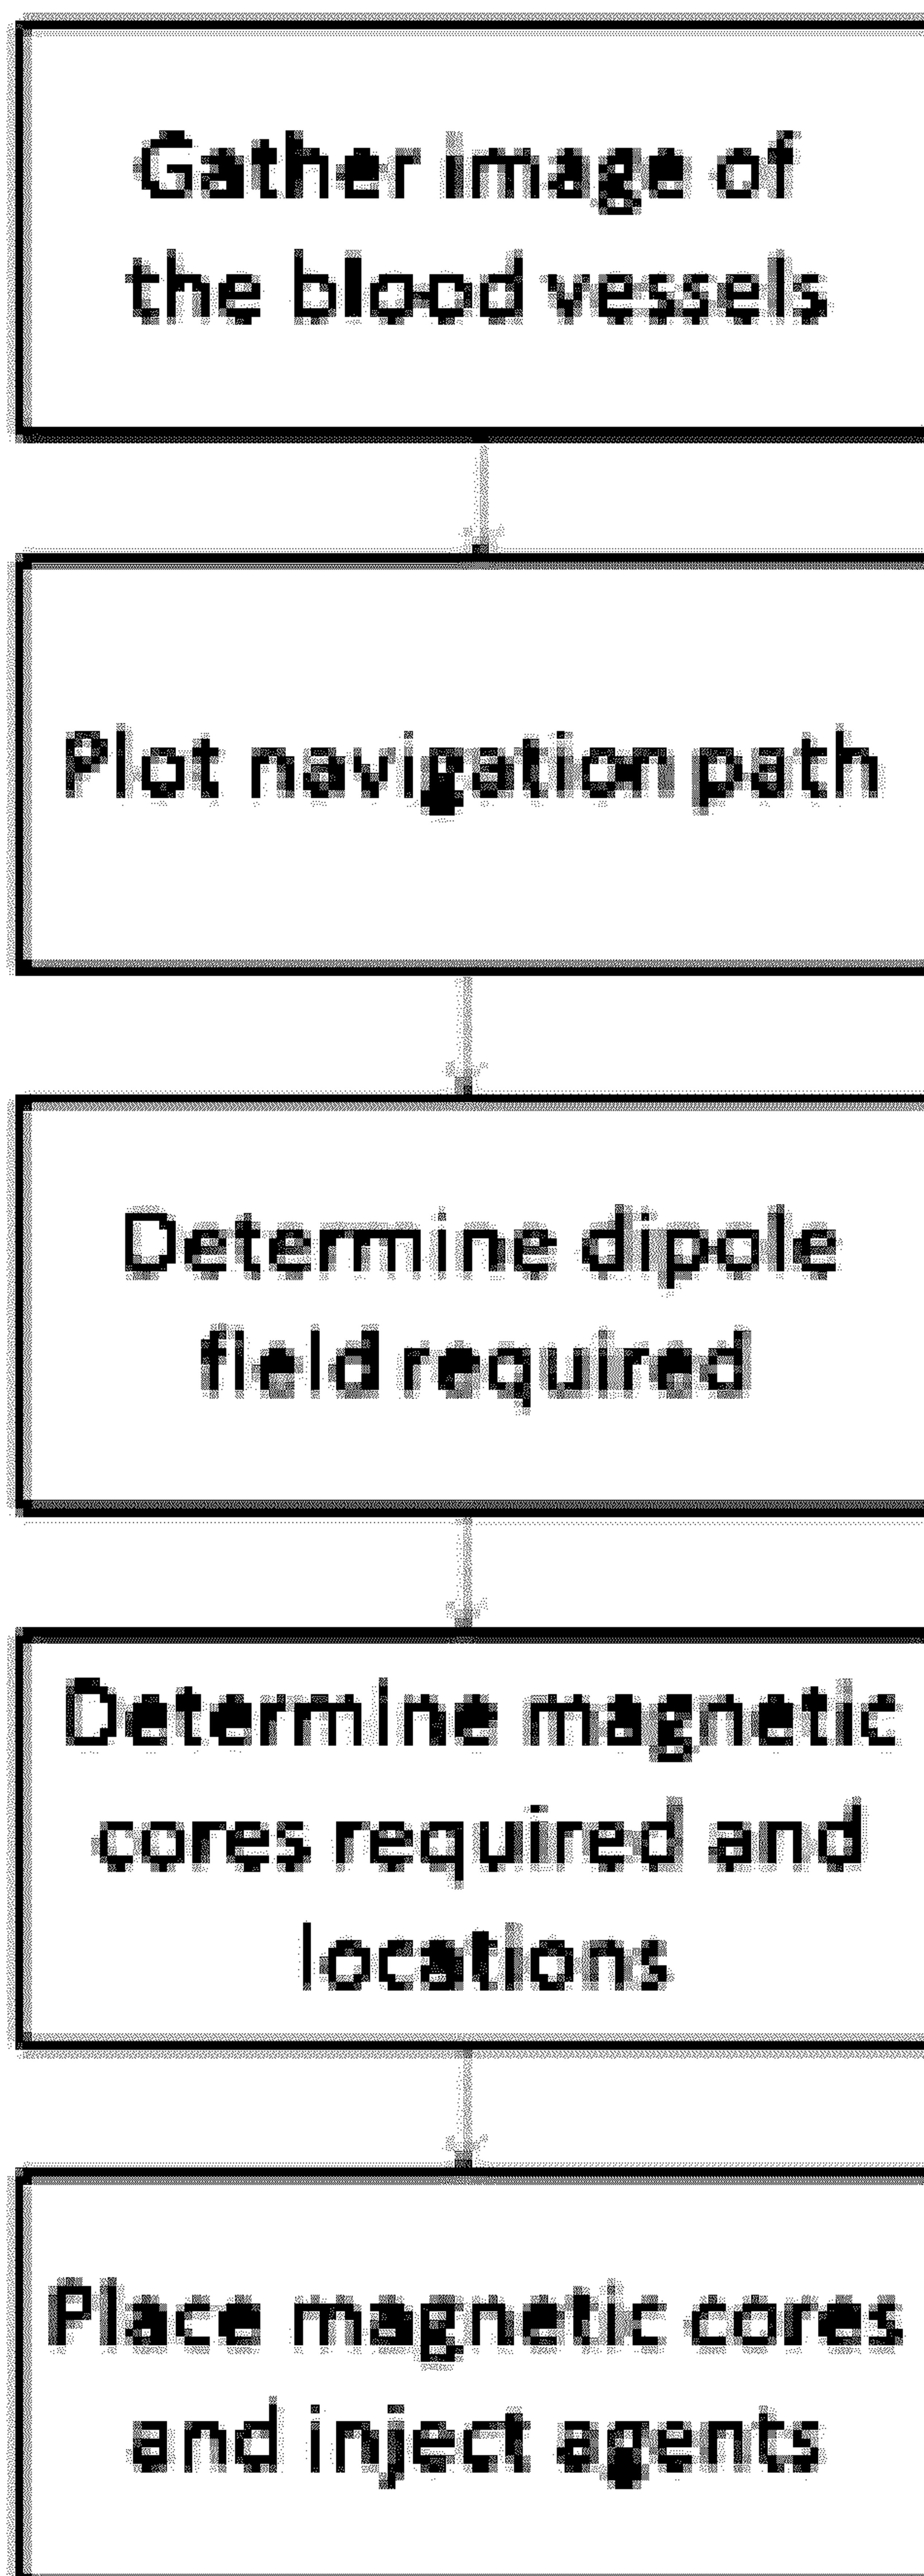 Gather image of
the blood vessels
Plot navigation path
Determine dipole
field required
Determine magnetic
cores required and
locations
Place magnetic cores
and inject agents